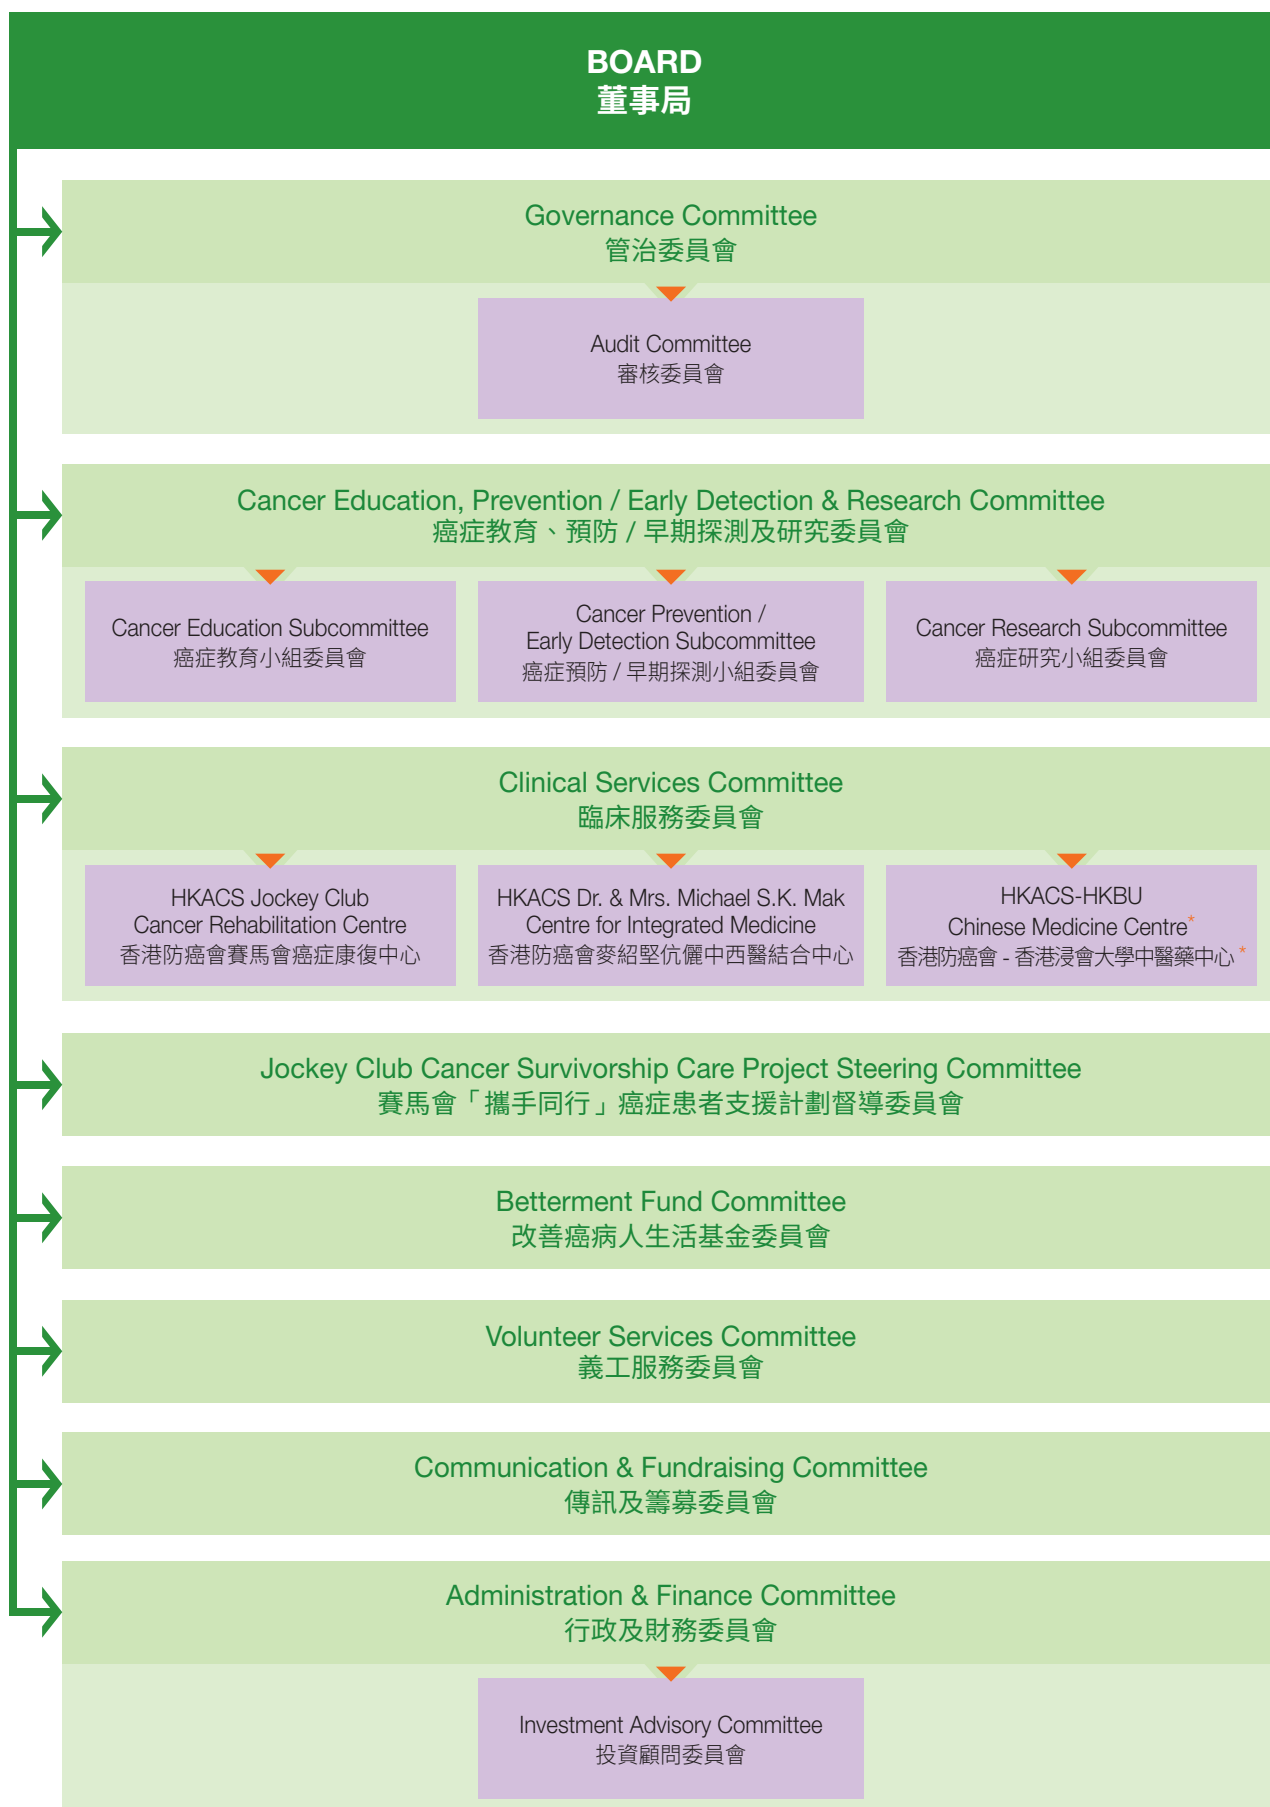 BOARD
董事局
Governance Committee
管治委員會
Audit Committee
審核委員會
Cancer Education, Prevention / Early Detection & Research Committee
癌症教育、預防 / 早期探測及研究委員會
Cancer Education Subcommittee
癌症教育小組委員會
Cancer Prevention /
Early Detection Subcommittee
癌症預防 / 早期探測小組委員會
Cancer Research Subcommittee
癌症研究小組委員會
Clinical Services Committee
臨床服務委員會
HKACS Jockey Club
Cancer Rehabilitation Centre
香港防癌會賽馬會癌症康復中心
HKACS Dr. & Mrs. Michael S.K. Mak
Centre for Integrated Medicine
香港防癌會麥紹堅伉儷中西醫結合中心
HKACS-HKBU
Chinese Medicine Centre*
香港防癌會 - 香港浸會大學中醫藥中心*
Jockey Club Cancer Survivorship Care Project Steering Committee
賽馬會「攜手同行」癌症患者支援計劃督導委員會
Betterment Fund Committee
改善癌病人生活基金委員會
Volunteer Services Committee
義工服務委員會
Communication & Fundraising Committee
傳訊及籌募委員會
Administration & Finance Committee
行政及財務委員會
Investment Advisory Committee
投資顧問委員會